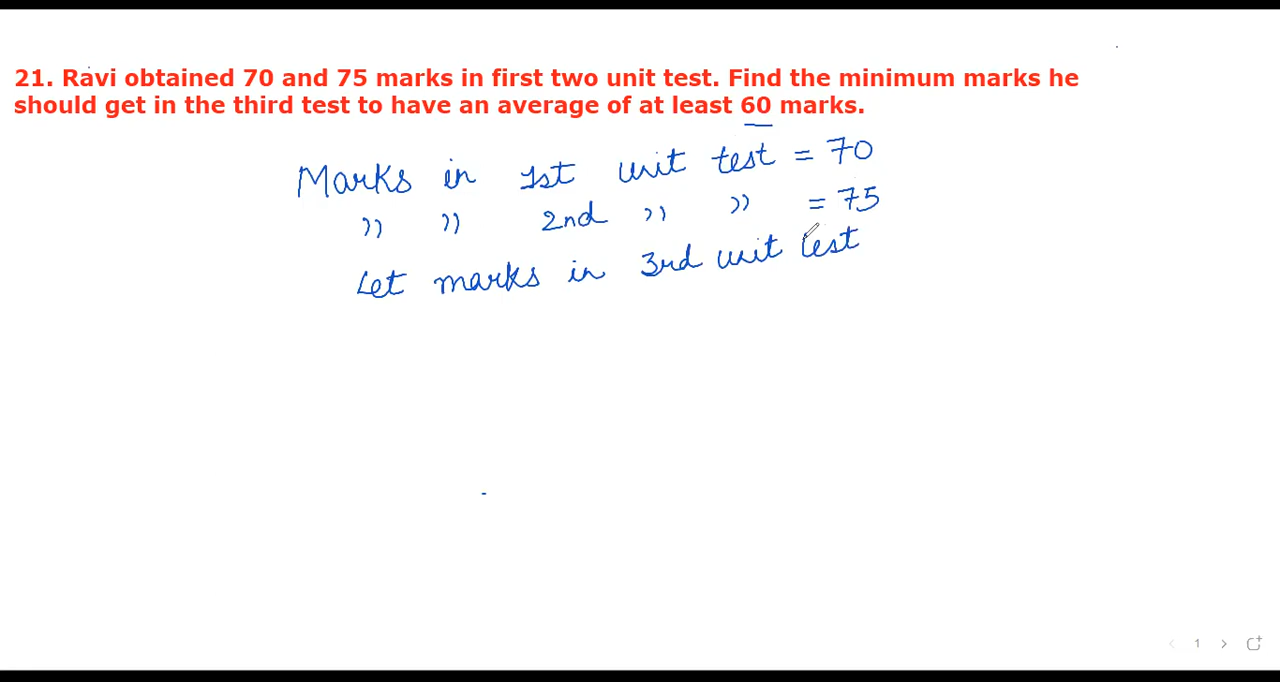 21. Ravi obtained 70 and 75 marks in first two unit test. Find the minimum marks he
should get in the third test to have an average of at least 60 marks.
Marks in 1st unit test = 70
)) )) 2nd )) )) = 75
Let marks in 3rd unit test
1